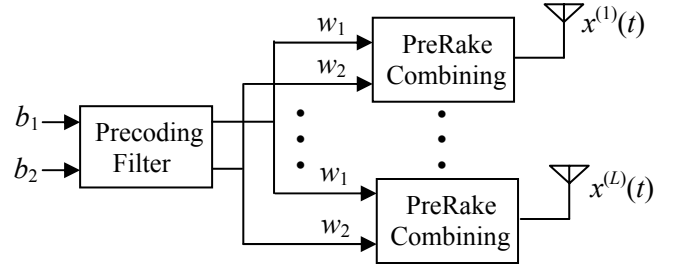 w₁
PreRake
Combining
x⁽¹⁾(t)
w₂
b₁
b₂
Precoding
Filter
w₁
PreRake
Combining
x⁽ᴸ⁾(t)
w₂